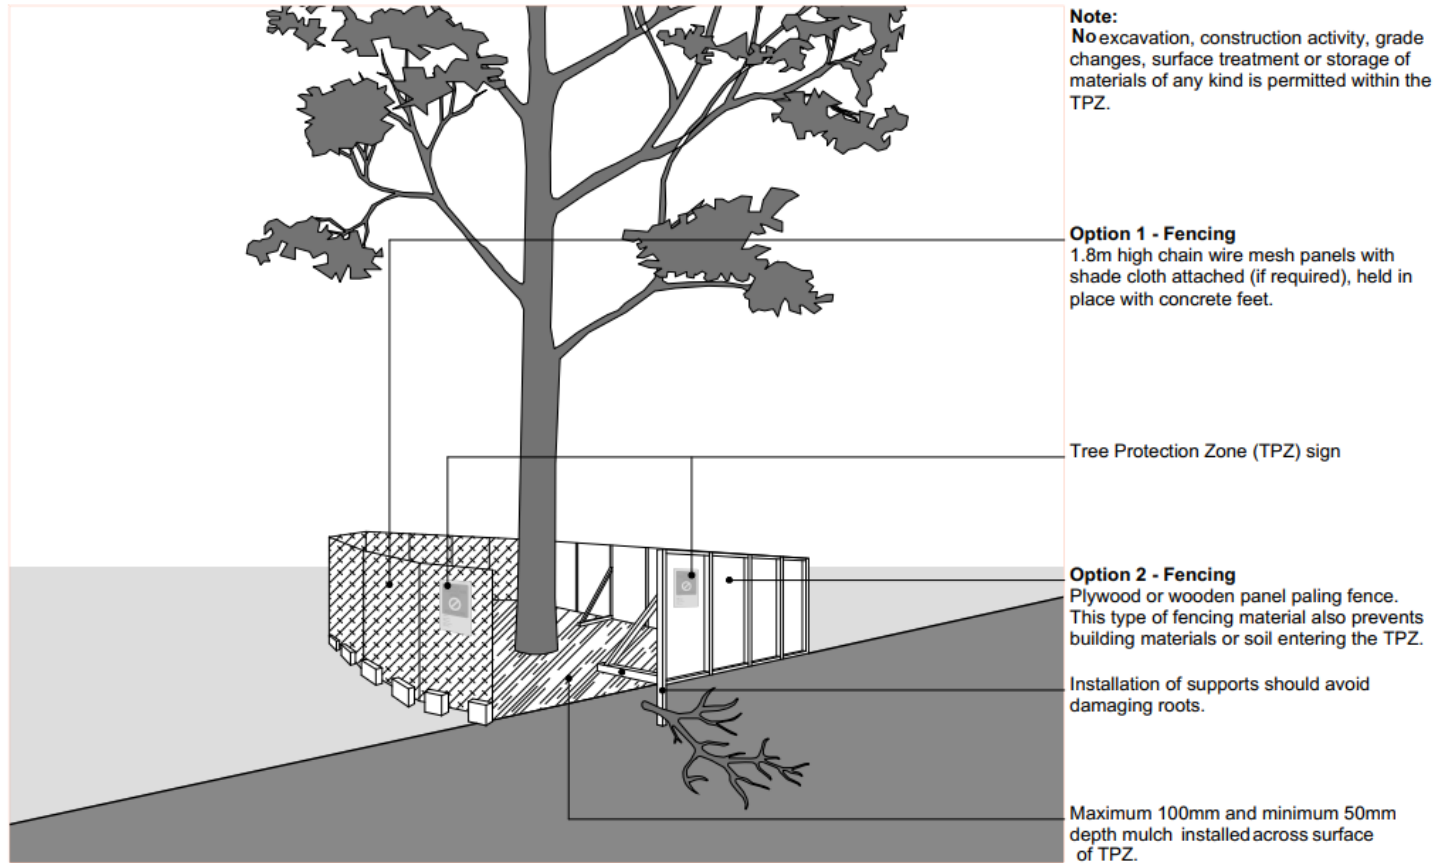 Note:
No excavation, construction activity, grade
changes, surface treatment or storage of
materials of any kind is permitted within the
TPZ.
Option 1 - Fencing
1.8m high chain wire mesh panels with
shade cloth attached (if required), held in
place with concrete feet.
Tree Protection Zone (TPZ) sign
Option 2 - Fencing
Plywood or wooden panel paling fence.
This type of fencing material also prevents
building materials or soil entering the TPZ.
Installation of supports should avoid
damaging roots.
Maximum 100mm and minimum 50mm
depth mulch installed across surface
of TPZ.